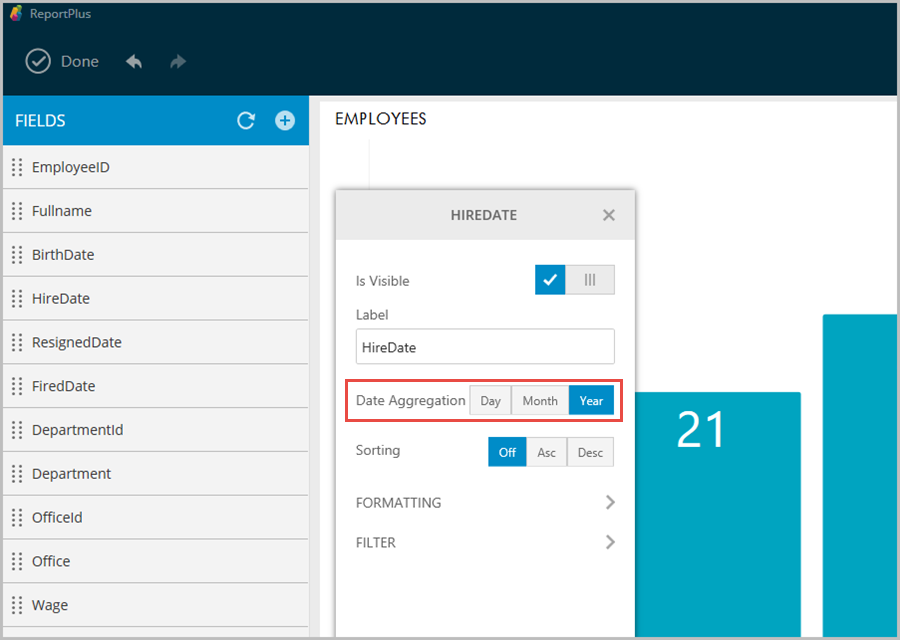 ReportPlus
Done
FIELDS
EmployeeID
Fullname
BirthDate
HireDate
ResignedDate
FiredDate
DepartmentId
Department
OfficeId
Office
Wage
EMPLOYEES
HIREDATE
Is Visible
Label
HireDate
Date Aggregation Day Month Year
Sorting Off Asc Desc
FORMATTING
FILTER
21